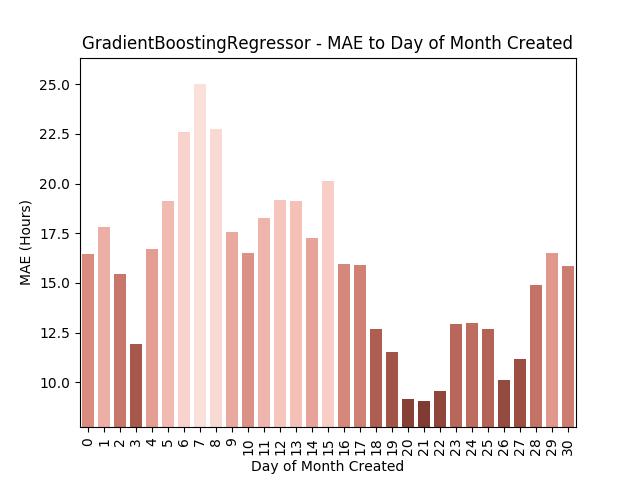 GradientBoostingRegressor - MAE to Day of Month Created
25.0
22.5
20.0
17.5
15.0
12.5
10.0
MAE (Hours)
0 1 2 3 4 5 6 7 8 9 10 11 12 13 14 15 16 17 18 19 20 21 22 23 24 25 26 27 28 29 30
Day of Month Created